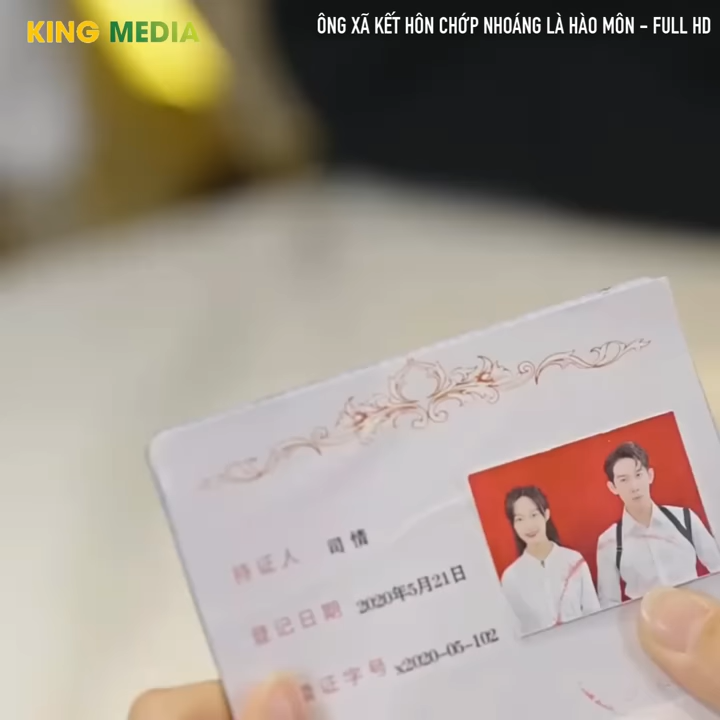 KING MEDIA
ÔNG XÃ KẾT HÔN CHỚP NHOÁNG LÀ HÀO MÔN - FULL HD
持证人 司情
登记日期 2020年5月21日
证字号 x2020-05-102